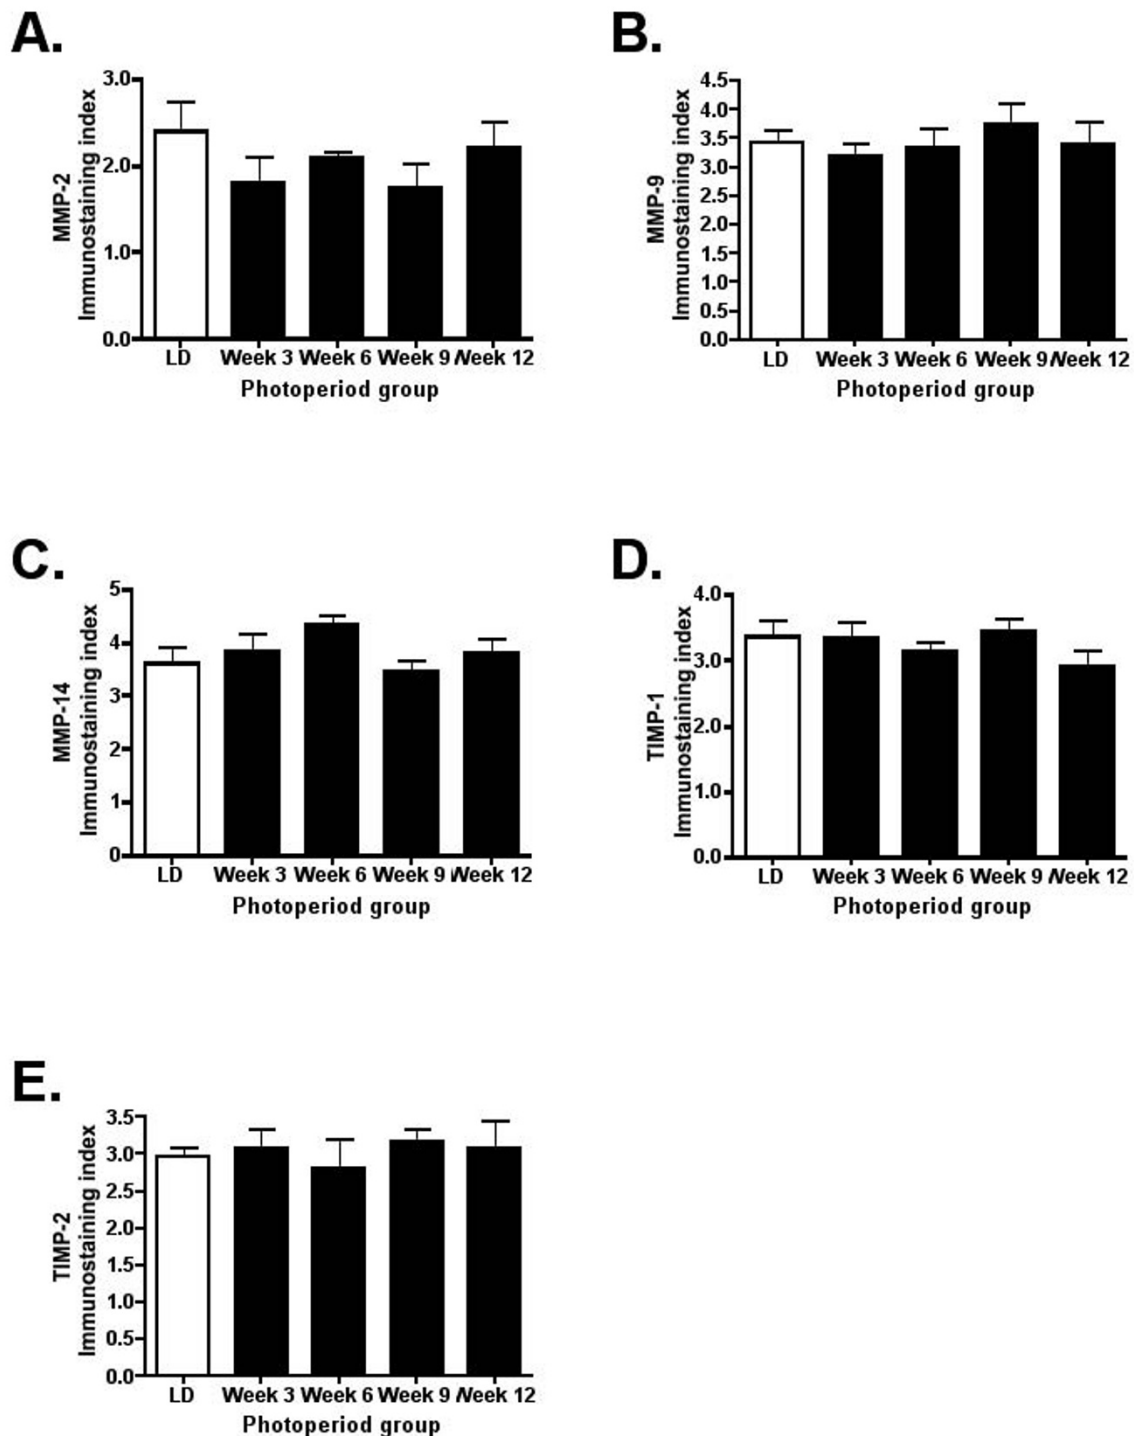 A.
MMP-2
Immunostaining index
3.0
2.0
1.0
0.0
LD Week 3 Week 6 Week 9 Week 12
Photoperiod group
B.
MMP-9
Immunostaining index
4.5
4.0
3.5
3.0
2.5
2.0
1.5
1.0
0.5
0.0
LD Week 3 Week 6 Week 9 Week 12
Photoperiod group
C.
MMP-14
Immunostaining index
5
4
3
2
1
0
LD Week 3 Week 6 Week 9 Week 12
Photoperiod group
D.
TIMP-1
Immunostaining index
4.0
3.0
2.0
1.0
0.0
LD Week 3 Week 6 Week 9 Week 12
Photoperiod group
E.
TIMP-2
Immunostaining index
3.5
3.0
2.5
2.0
1.5
1.0
0.5
0.0
LD Week 3 Week 6 Week 9 Week 12
Photoperiod group